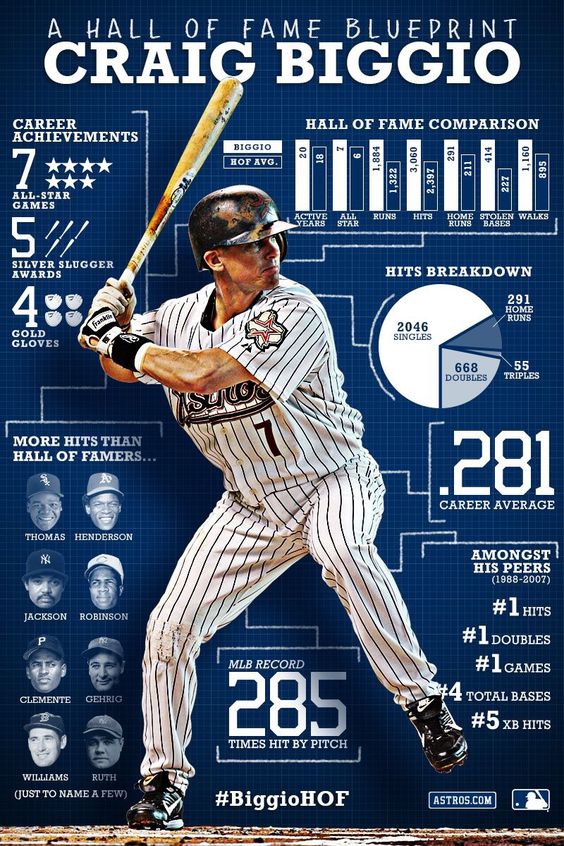 A HALL OF FAME BLUEPRINT
CRAIG BIGGIO
CAREER
ACHIEVEMENTS
7
ALL-STAR
GAMES
5
SILVER SLUGGER
AWARDS
4
GOLD
GLOVES
HALL OF FAME COMPARISON
BIGGIO
HOF AVG.
20
18
7
6
1,884
1,322
3,060
2,397
291
211
414
227
1,160
895
ACTIVE
YEARS
ALL
STAR
RUNS
HITS
HOME
RUNS
STOLEN
BASES
WALKS
HITS BREAKDOWN
2046
SINGLES
291
HOME
RUNS
55
TRIPLES
668
DOUBLES
Franklin
Astros
7
.281
CAREER AVERAGE
MORE HITS THAN
HALL OF FAMERS...
THOMAS
HENDERSON
JACKSON
ROBINSON
CLEMENTE
GEHRIG
WILLIAMS
RUTH
(JUST TO NAME A FEW)
AMONGST
HIS PEERS
(1988-2007)
#1 HITS
#1 DOUBLES
#1 GAMES
#4 TOTAL BASES
#5 XB HITS
MLB RECORD
285
TIMES HIT BY PITCH
#BiggioHOF
ASTROS.COM